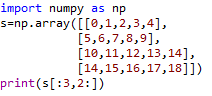 import numpy as np
s=np.array([[0,1,2,3,4],
[5,6,7,8,9],
[10,11,12,13,14],
[14,15,16,17,18]])
print(s[:3,2:])